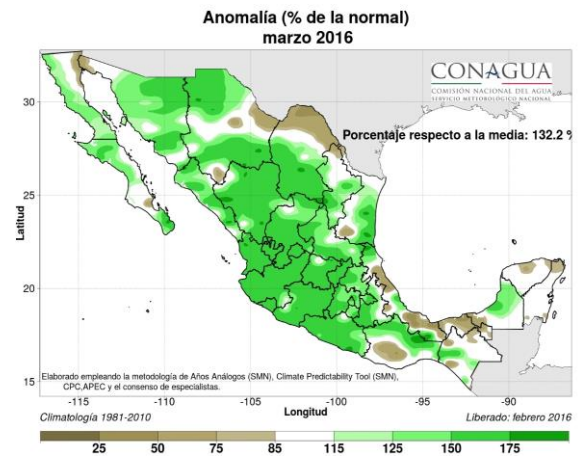 Anomalía (% de la normal)
marzo 2016
CONAGUA
COMISIÓN NACIONAL DEL AGUA
SERVICIO METEOROLÓGICO NACIONAL
Porcentaje respecto a la media: 132.2 %
30
25
20
15
Latitud
Elaborado empleando la metodología de Años Análogos (SMN), Climate Predictability Tool (SMN),
CPC,APEC y el consenso de especialistas.
-115 -110 -105 -100 -95 -90
Longitud
Climatología 1981-2010
Liberado: febrero 2016
25 50 75 85 115 125 150 175